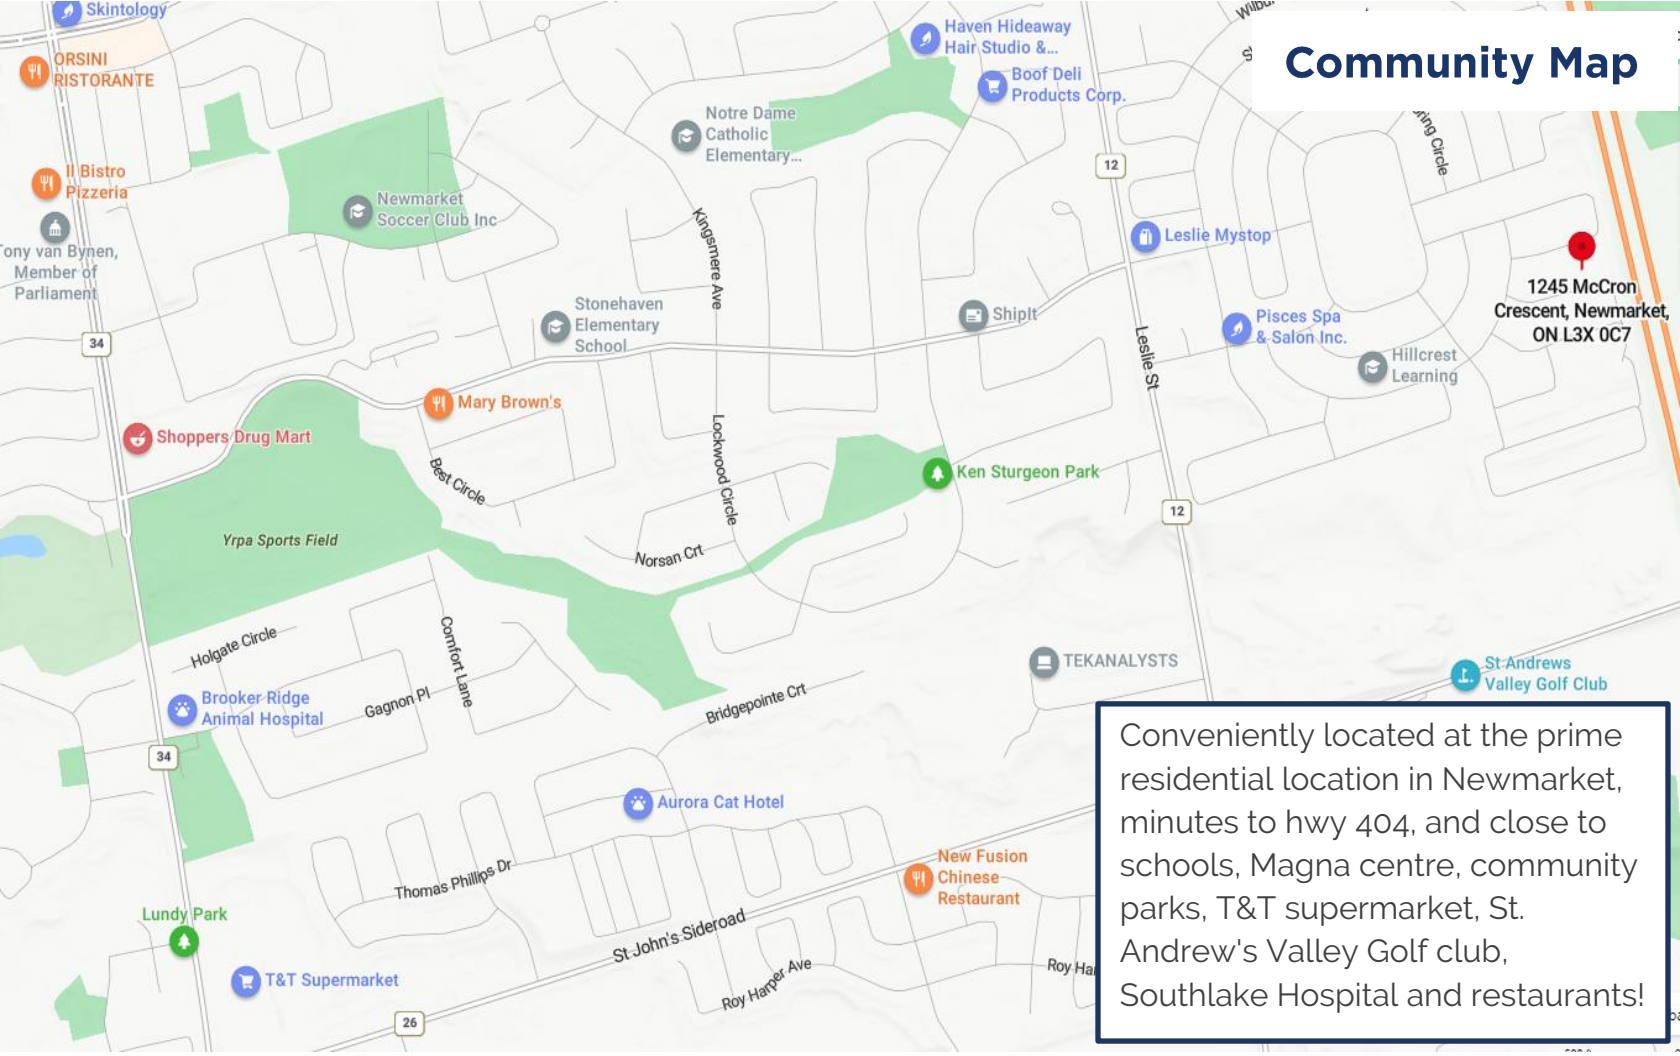 Community Map
Skintology
ORSINI
RISTORANTE
Il Bistro
Pizzeria
Tony van Bynen,
Member of
Parliament
34
Shoppers Drug Mart
Newmarket
Soccer Club Inc
Notre Dame
Catholic
Elementary...
Haven Hideaway
Hair Studio &...
Boof Deli
Products Corp.
12
Kingsmere Ave
Stonehaven
Elementary
School
ShipIt
Leslie Mystop
Leslie St
Pisces Spa
& Salon Inc.
Hillcrest
Learning
1245 McCron
Crescent, Newmarket,
ON L3X 0C7
Mary Brown's
Best Circle
Lockwood Circle
Ken Sturgeon Park
12
Yrpa Sports Field
Norsan Crt
Holgate Circle
Comfort Lane
Gagnon Pl
Brooker Ridge
Animal Hospital
34
Bridgepointe Crt
TEKANALYSTS
St Andrews
Valley Golf Club
Aurora Cat Hotel
Thomas Phillips Dr
New Fusion
Chinese
Restaurant
Lundy Park
T&T Supermarket
St John's Sideroad
Roy Harper Ave
Roy Ha
26
Circle
Conveniently located at the prime
residential location in Newmarket,
minutes to hwy 404, and close to
schools, Magna centre, community
parks, T&T supermarket, St.
Andrew's Valley Golf club,
Southlake Hospital and restaurants!